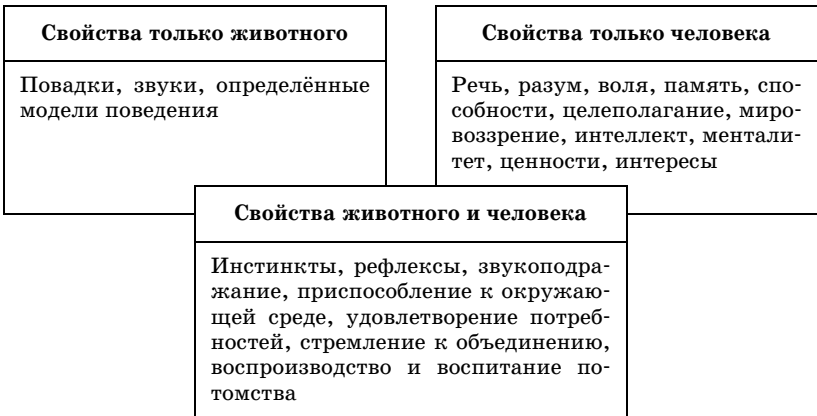 Свойства только животного
Повадки, звуки, определённые
модели поведения
Свойства только человека
Речь, разум, воля, память, спо-
собности, целеполагание, миро-
воззрение, интеллект, ментали-
тет, ценности, интересы
Свойства животного и человека
Инстинкты, рефлексы, звукоподра-
жание, приспособление к окружаю-
щей среде, удовлетворение потреб-
ностей, стремление к объединению,
воспроизводство и воспитание по-
томства